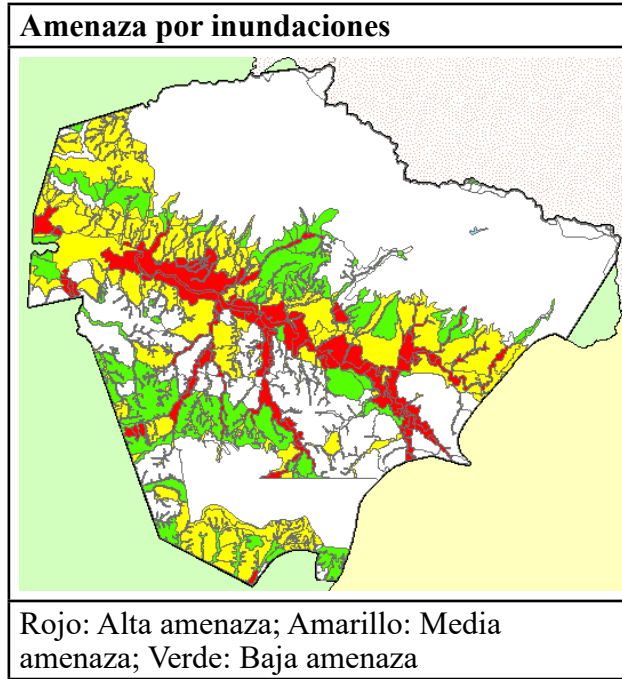 Amenaza por inundaciones
Rojo: Alta amenaza; Amarillo: Media
amenaza; Verde: Baja amenaza